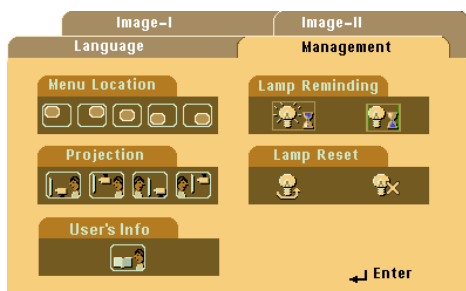 Image-I
Image-II
Language
Management
Menu Location
Lamp Reminding
Projection
Lamp Reset
User's Info
Enter